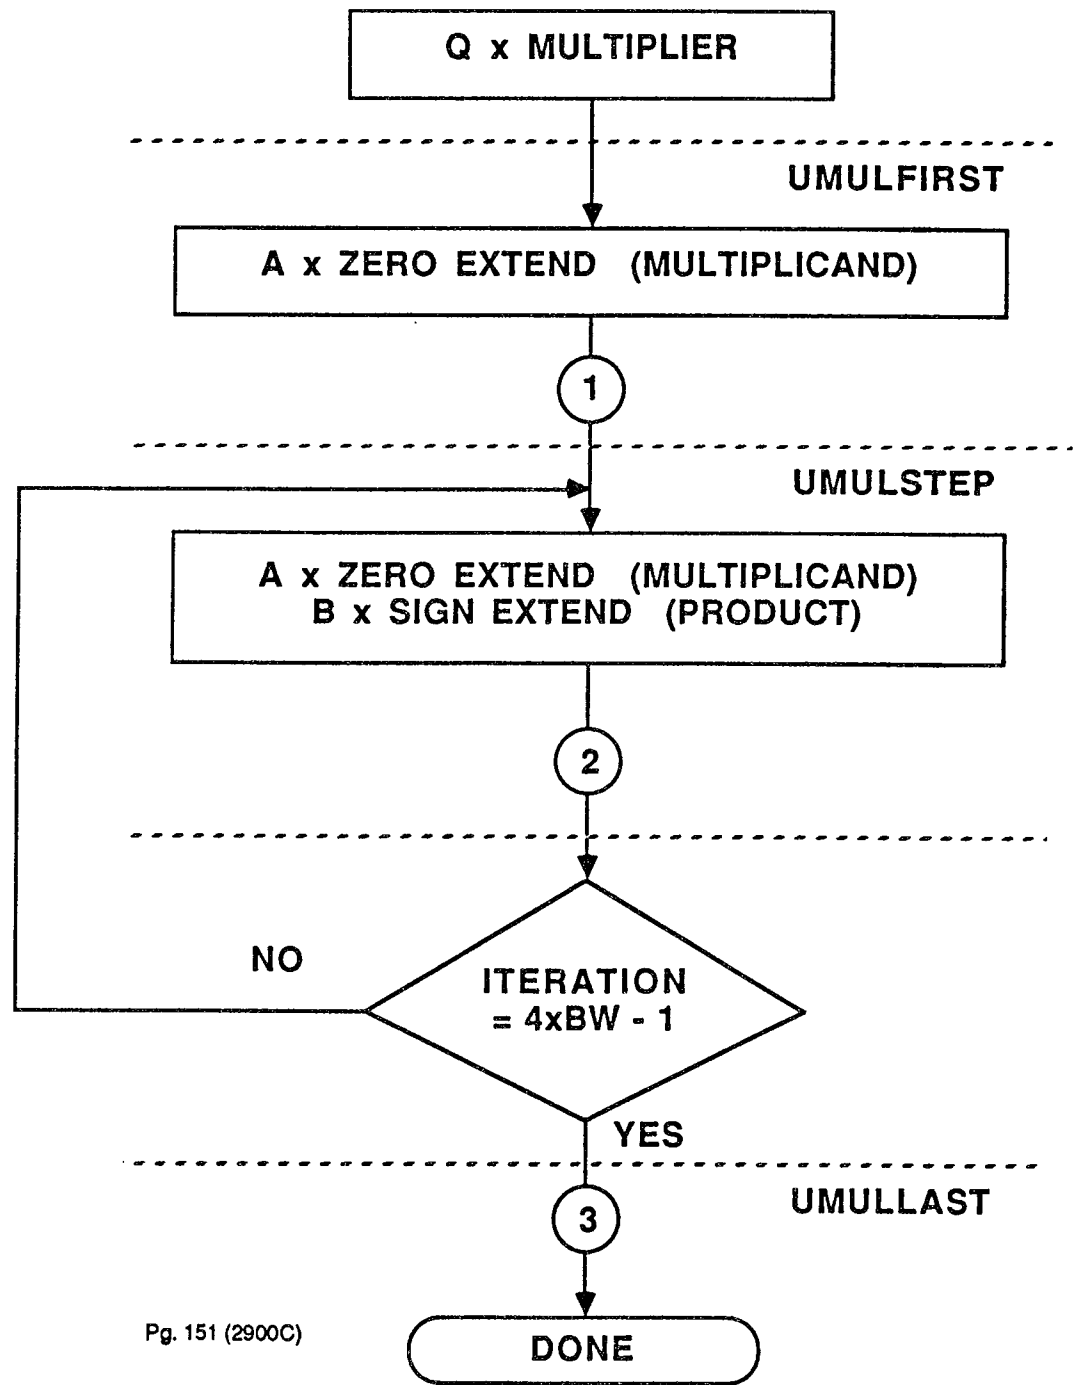 Q x MULTIPLIER
UMULFIRST
A x ZERO EXTEND (MULTIPLICAND)
1
UMULSTEP
A x ZERO EXTEND (MULTIPLICAND)
B x SIGN EXTEND (PRODUCT)
2
NO
ITERATION
= 4xBW - 1
YES
UMULLAST
3
Pg. 151 (2900C)
DONE